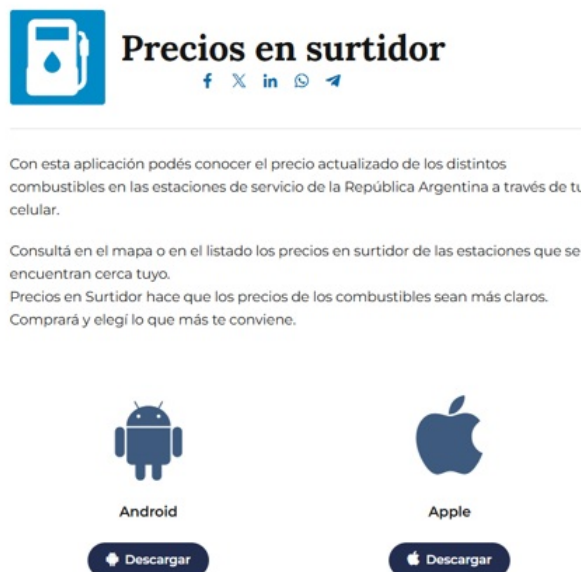 Precios en surtidor
Con esta aplicación podés conocer el precio actualizado de los distintos
combustibles en las estaciones de servicio de la República Argentina a través de tu
celular.
Consultá en el mapa o en el listado los precios en surtidor de las estaciones que se
encuentran cerca tuyo.
Precios en Surtidor hace que los precios de los combustibles sean más claros.
Comprará y elegí lo que más te conviene.
Android
Apple
Descargar
Descargar